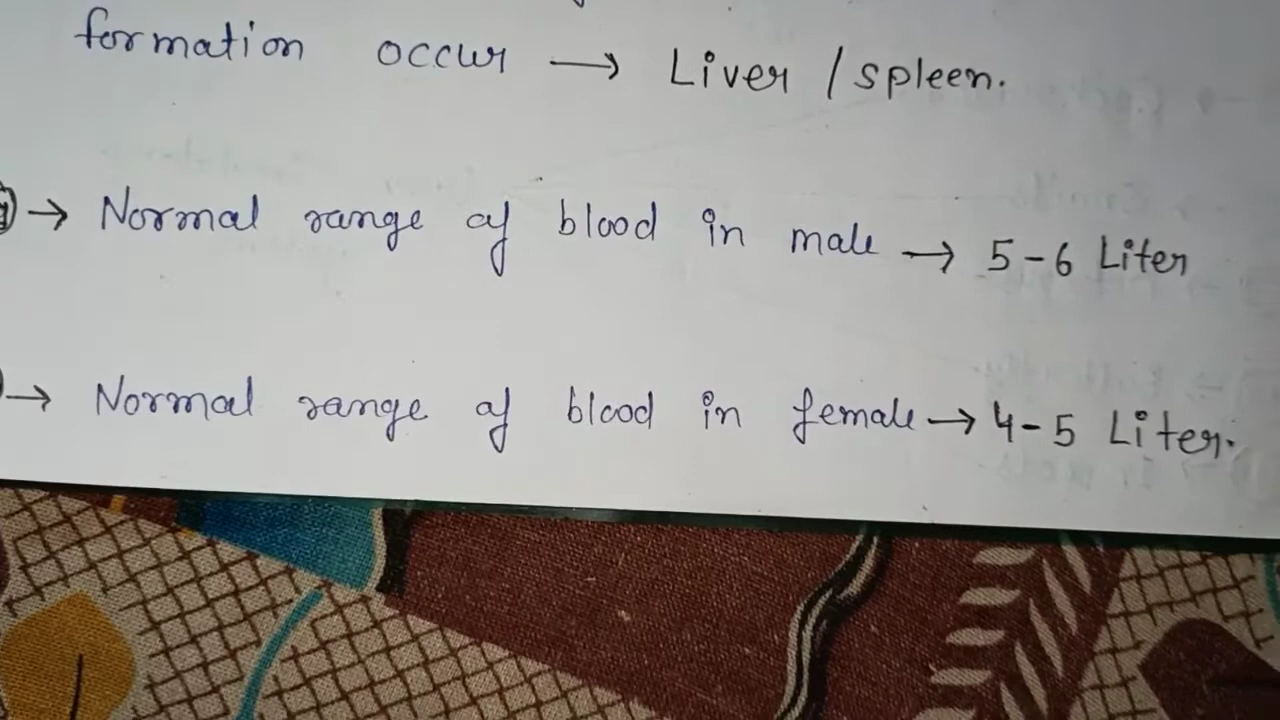 formation occur → Liver / spleen.
→ Normal range of blood in male → 5-6 Liter
→ Normal range of blood in female → 4-5 Liter.